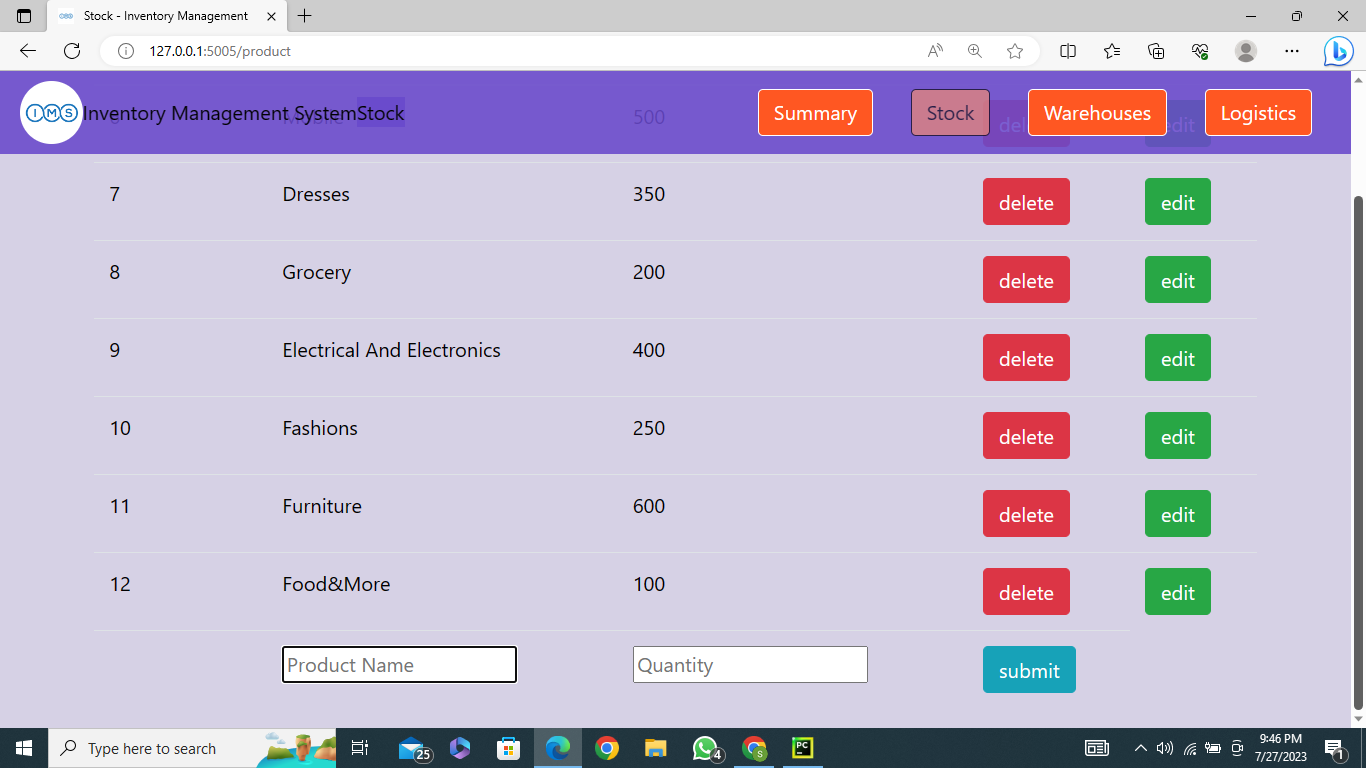 Stock - Inventory Management
127.0.0.1:5005/product
IMS Inventory Management System Stock Summary Stock Warehouses Logistics
500
7 Dresses 350 delete edit
8 Grocery 200 delete edit
9 Electrical And Electronics 400 delete edit
10 Fashions 250 delete edit
11 Furniture 600 delete edit
12 Food&More 100 delete edit
Product Name Quantity submit
Type here to search 25 4 S PC 9:46 PM
7/27/2023 1